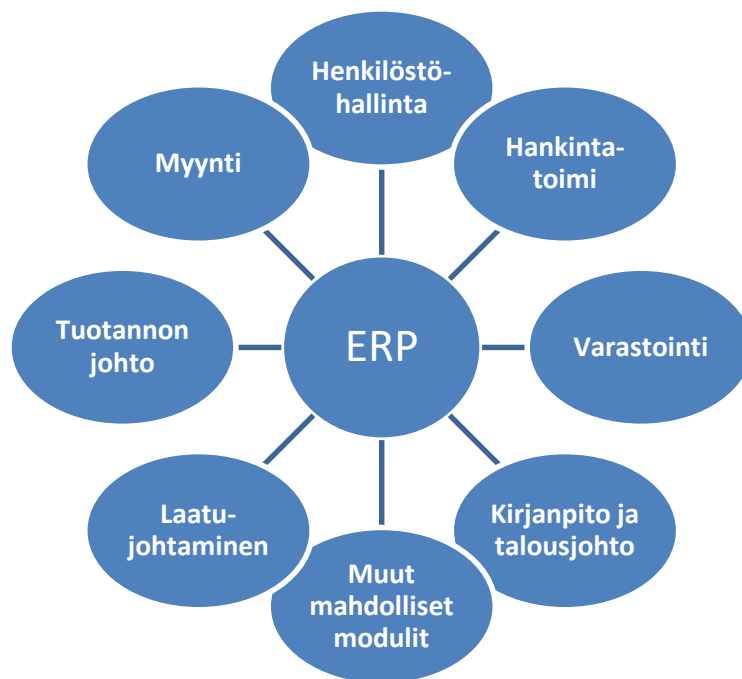 Henkilöstö-
hallinta
Hankinta-
toimi
Varastointi
Kirjanpito ja
talousjohto
Muut
mahdolliset
modulit
Laatu-
johtaminen
Tuotannon
johto
Myynti
ERP